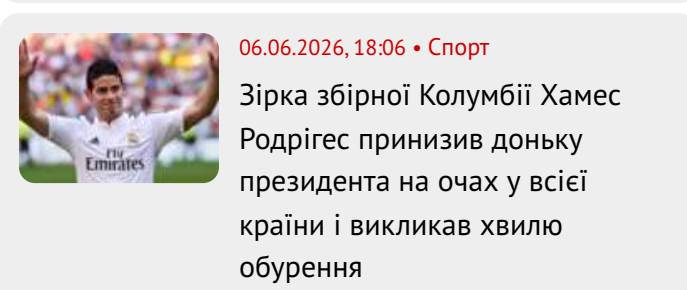 06.06.2026, 18:06 • Спорт
Зірка збірної Колумбії Хамес
Родрігес принизив доньку
президента на очах у всієї
країни і викликав хвилю
обурення
Fly
Emirates